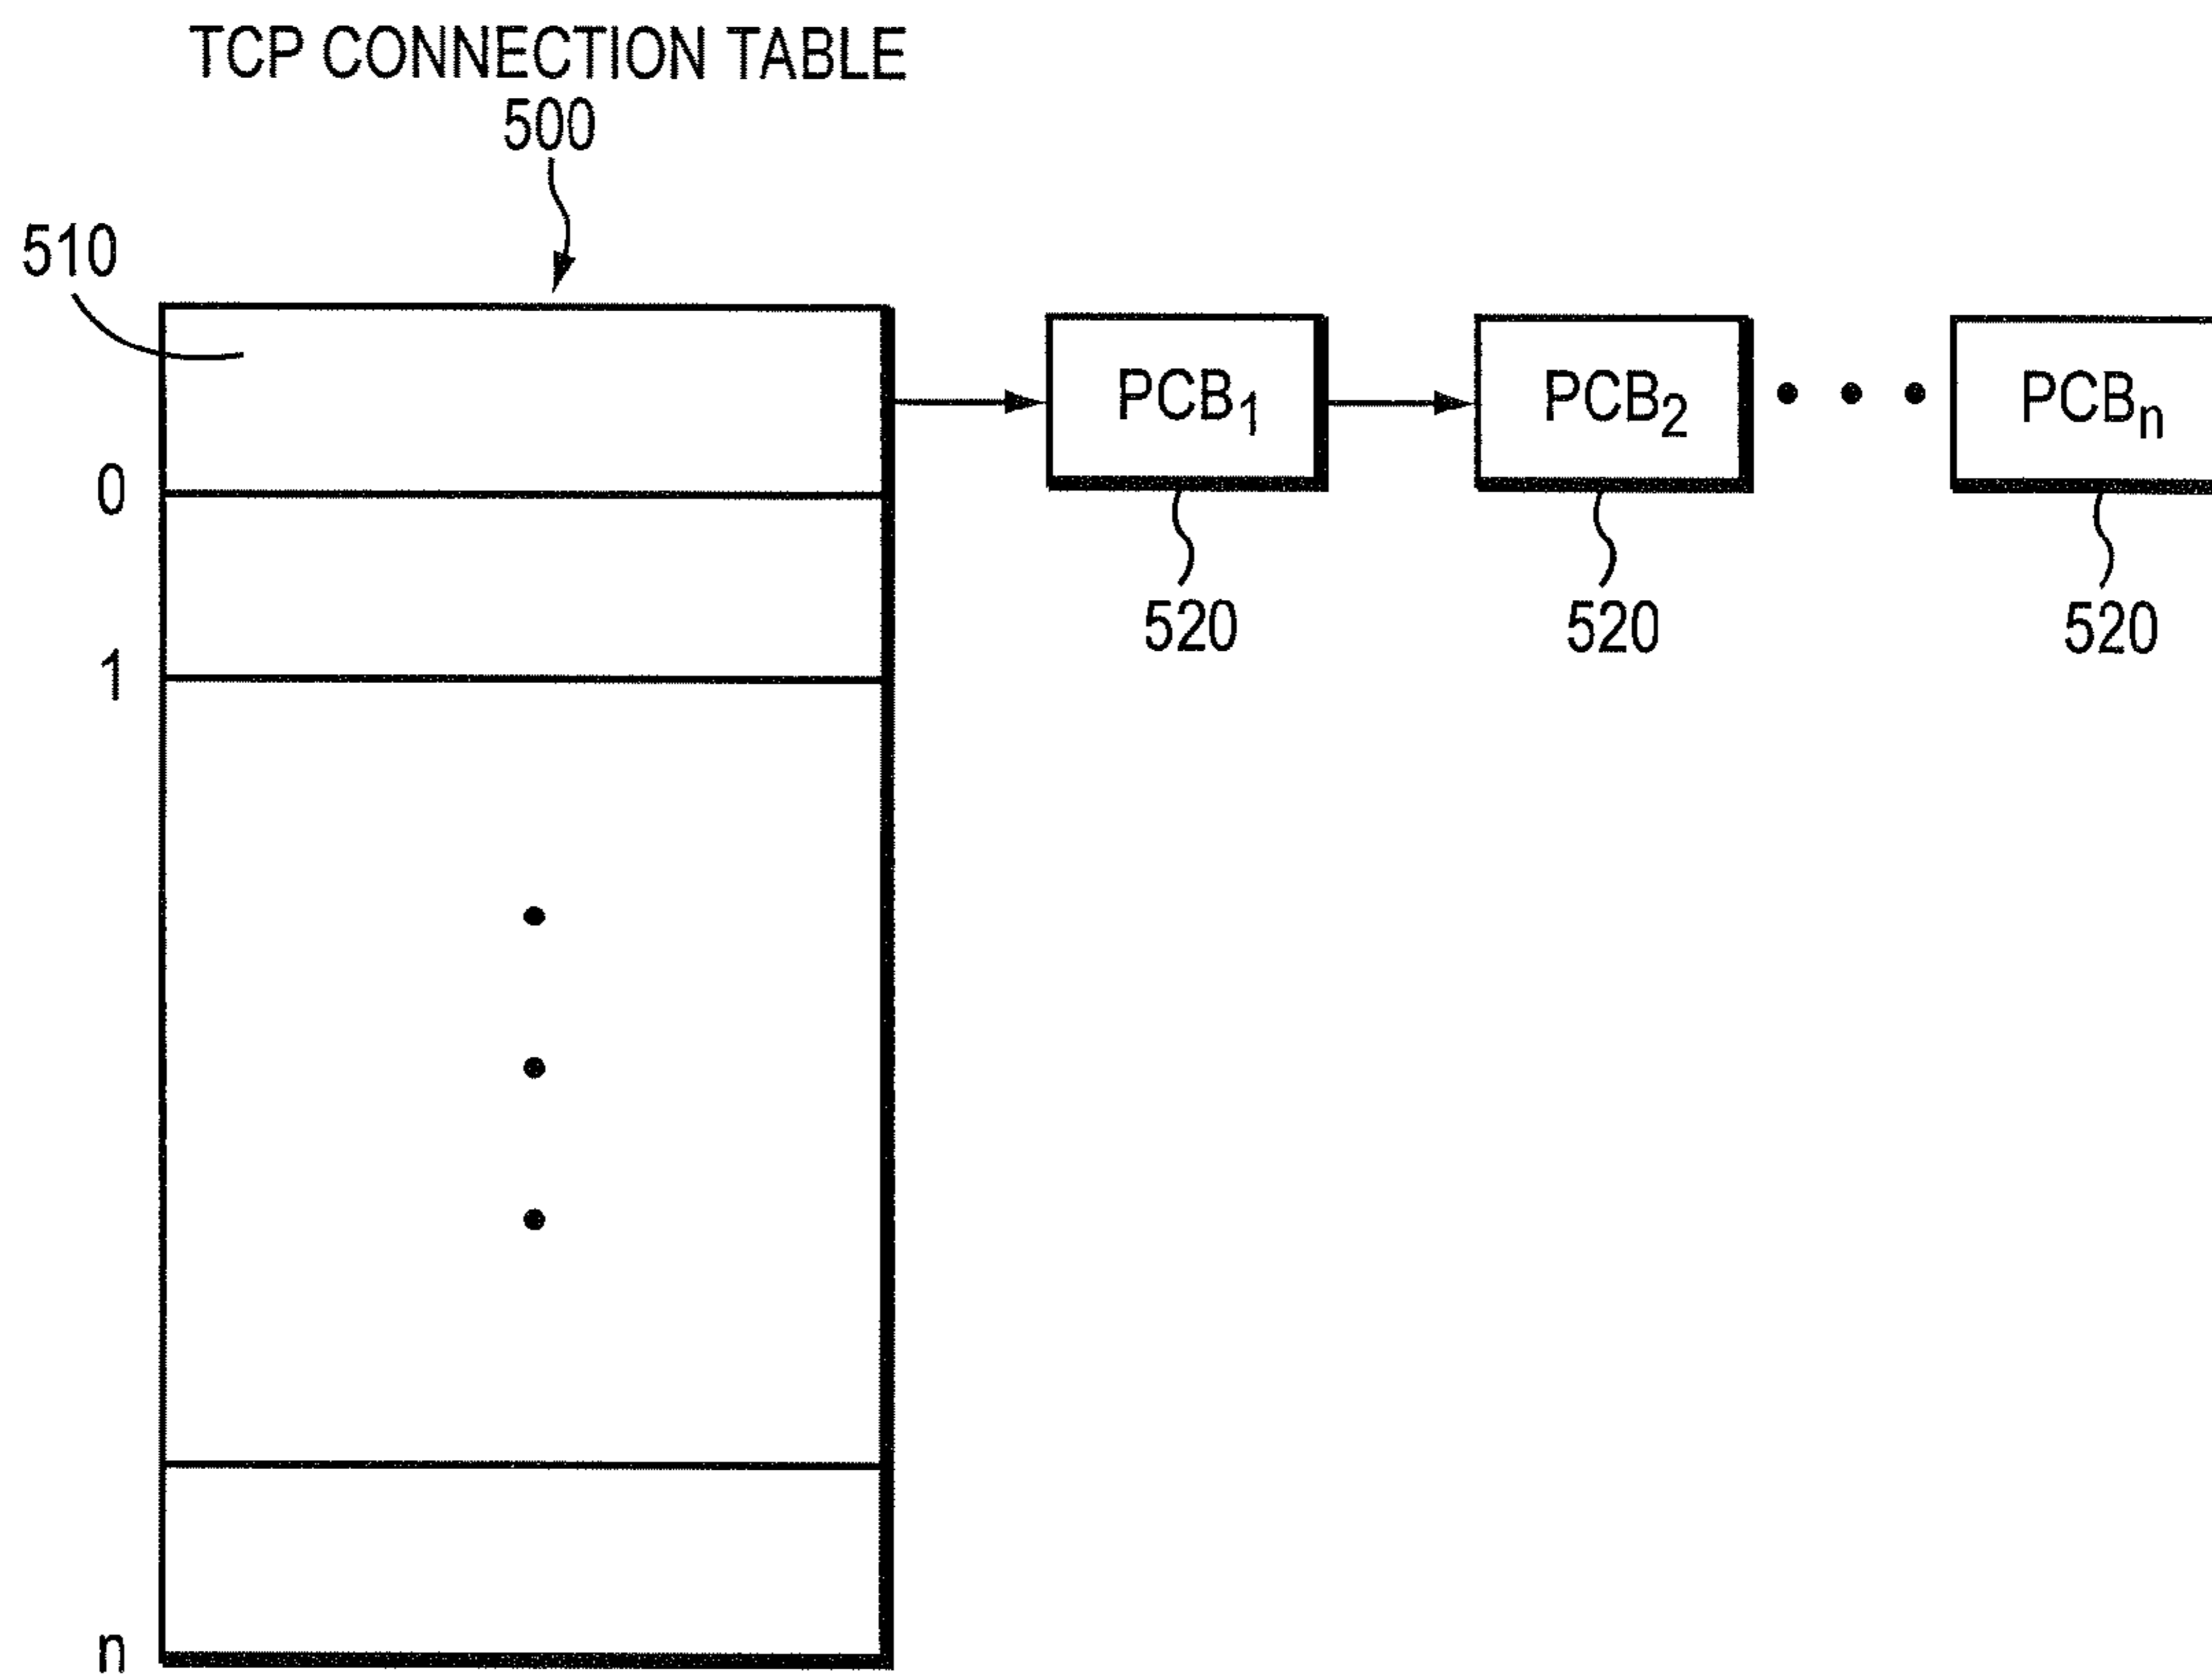 TCP CONNECTION TABLE
500
510
PCB1
PCB2
PCBn
0
520
520
520
1
n